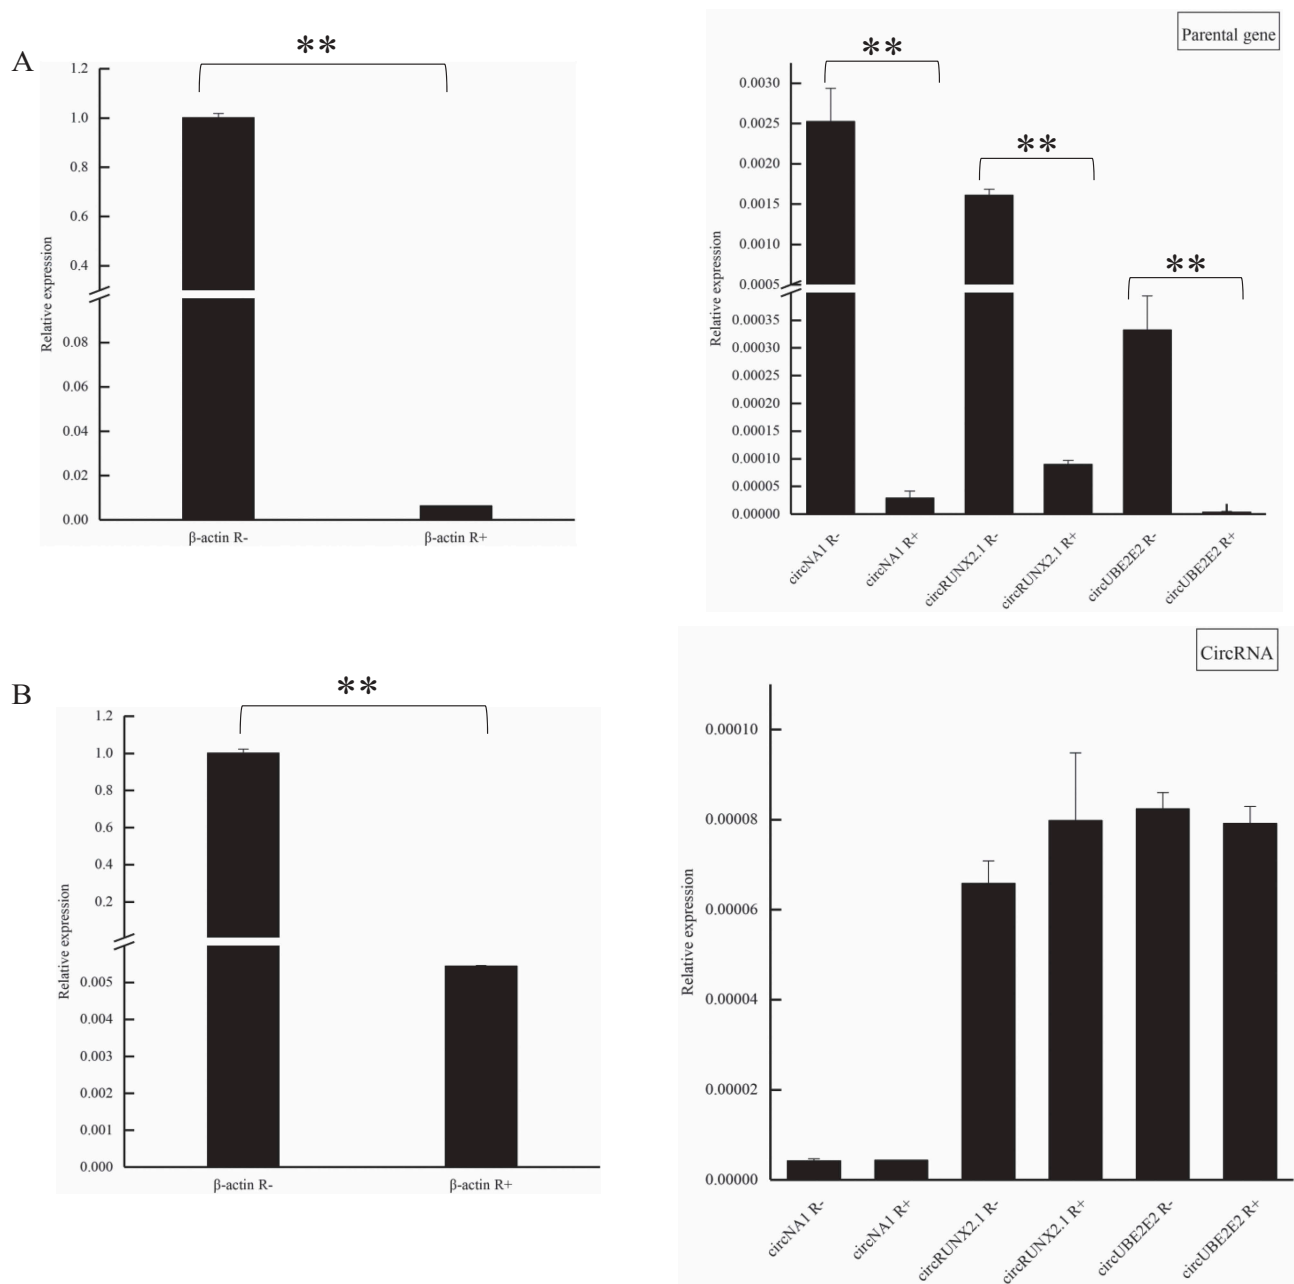 A
**
1.2
1.0
0.8
0.6
0.4
0.08
0.06
0.04
0.02
0.00
Relative expression
β-actin R-
β-actin R+
Parental gene
**
**
**
0.0030
0.0025
0.0020
0.0015
0.0010
0.0005
0.00035
0.00030
0.00025
0.00020
0.00015
0.00010
0.00005
0.00000
Relative expression
circNA1 R-
circNA1 R+
circRUNX2.1 R-
circRUNX2.1 R+
circUBE2E2 R-
circUBE2E2 R+
B
**
1.2
1.0
0.8
0.6
0.4
0.2
0.005
0.004
0.003
0.002
0.001
0.000
Relative expression
β-actin R-
β-actin R+
CircRNA
0.00010
0.00008
0.00006
0.00004
0.00002
0.00000
Relative expression
circNA1 R-
circNA1 R+
circRUNX2.1 R-
circRUNX2.1 R+
circUBE2E2 R-
circUBE2E2 R+